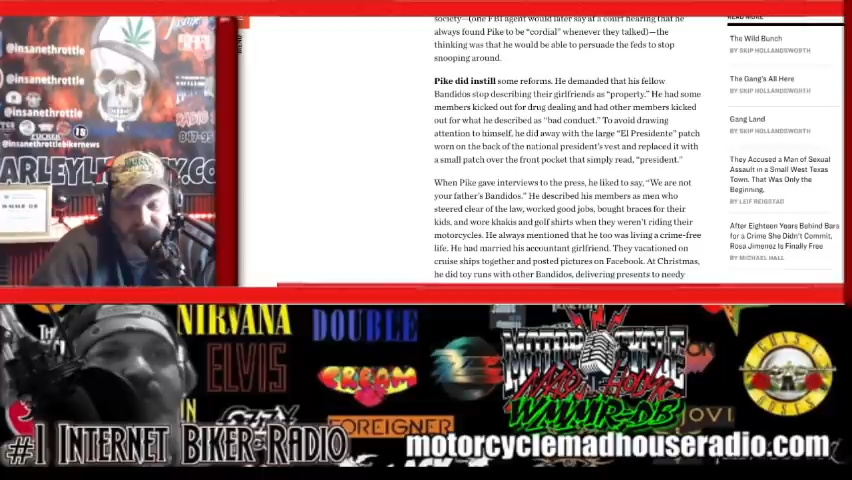 @insanethrottle
@insanethrottle
@insanethrottle
@insanethrottlebikernews
society—(one FBI agent would later say at a court hearing that he
always found Pike to be "cordial" whenever they talked)—the
thinking was that he would be able to persuade the feds to stop
snooping around.
Pike did instill some reforms. He demanded that his fellow
Bandidos stop describing their girlfriends as "property." He had some
members kicked out for drug dealing and had other members kicked
out for what he described as "bad conduct." To avoid drawing
attention to himself, he did away with the large "El Presidente" patch
worn on the back of the national president's vest and replaced it with
a small patch over the front pocket that simply read, "president."
When Pike gave interviews to the press, he liked to say, "We are not
your father's Bandidos." He described his members as men who
steered clear of the law, worked good jobs, bought braces for their
kids, and wore khakis and golf shirts when they weren't riding their
motorcycles. He always mentioned that he too was living a crime-free
life. He had married his accountant girlfriend. They vacationed on
cruise ships together and posted pictures on Facebook. At Christmas,
he did toy runs with other Bandidos, delivering presents to needy
READ MORE
The Wild Bunch
BY SKIP HOLLANDSWORTH
The Gang's All Here
BY SKIP HOLLANDSWORTH
Gang Land
BY SKIP HOLLANDSWORTH
They Accused a Man of Sexual
Assault in a Small West Texas
Town. That Was Only the
Beginning.
BY LEIF REIGSTAD
After Eighteen Years Behind Bars
for a Crime She Didn't Commit,
Rosa Jimenez Is Finally Free
BY MICHAEL HALL
NIRVANA
DOUBLE
ELVIS
CREAM
FOREIGNER
MOTORCYCLE
MADHOUSE
WMMR-DB
GUNS N
ROSES
#1 INTERNET BIKER RADIO
motorcyclemadhouseradio.com